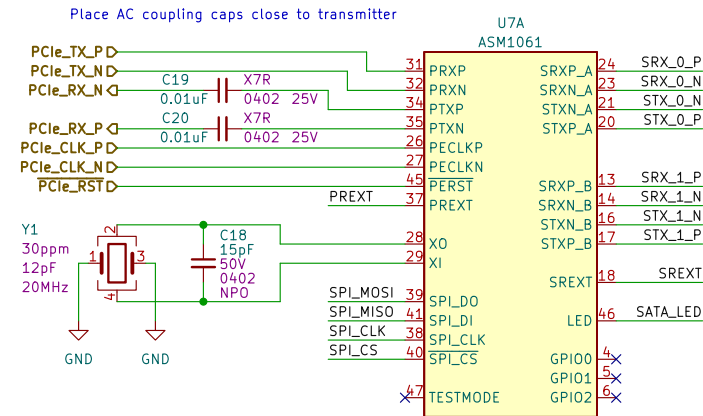 Place AC coupling caps close to transmitter
U7A
ASM1061
PCIe_TX_P
PCIe_TX_N
PCIe_RX_N
PCIe_RX_P
PCIe_CLK_P
PCIe_CLK_N
PCIe_RST
C19
0.01uF
X7R
0402 25V
C20
0.01uF
X7R
0402 25V
PREXT
Y1
30ppm
12pF
20MHz
2
1
3
4
C18
15pF
50V
0402
NP0
GND
GND
SPI_MOSI
SPI_MISO
SPI_CLK
SPI_CS
31 PRXP
32 PRXN
34 PTXP
35 PTXN
26 PECLKP
27 PECLKN
45 PERST
37 PREXT
28 XO
29 XI
39 SPI_DO
41 SPI_DI
38 SPI_CLK
40 SPI_CS
47 TESTMODE
SRXP_A 24 SRX_0_P
SRXN_A 23 SRX_0_N
STXN_A 21 STX_0_N
STXP_A 20 STX_0_P
SRXP_B 13 SRX_1_P
SRXN_B 14 SRX_1_N
STXN_B 16 STX_1_N
STXP_B 17 STX_1_P
SREXT 18 SREXT
LED 46 SATA_LED
GPIO0 4
GPIO1 5
GPIO2 6